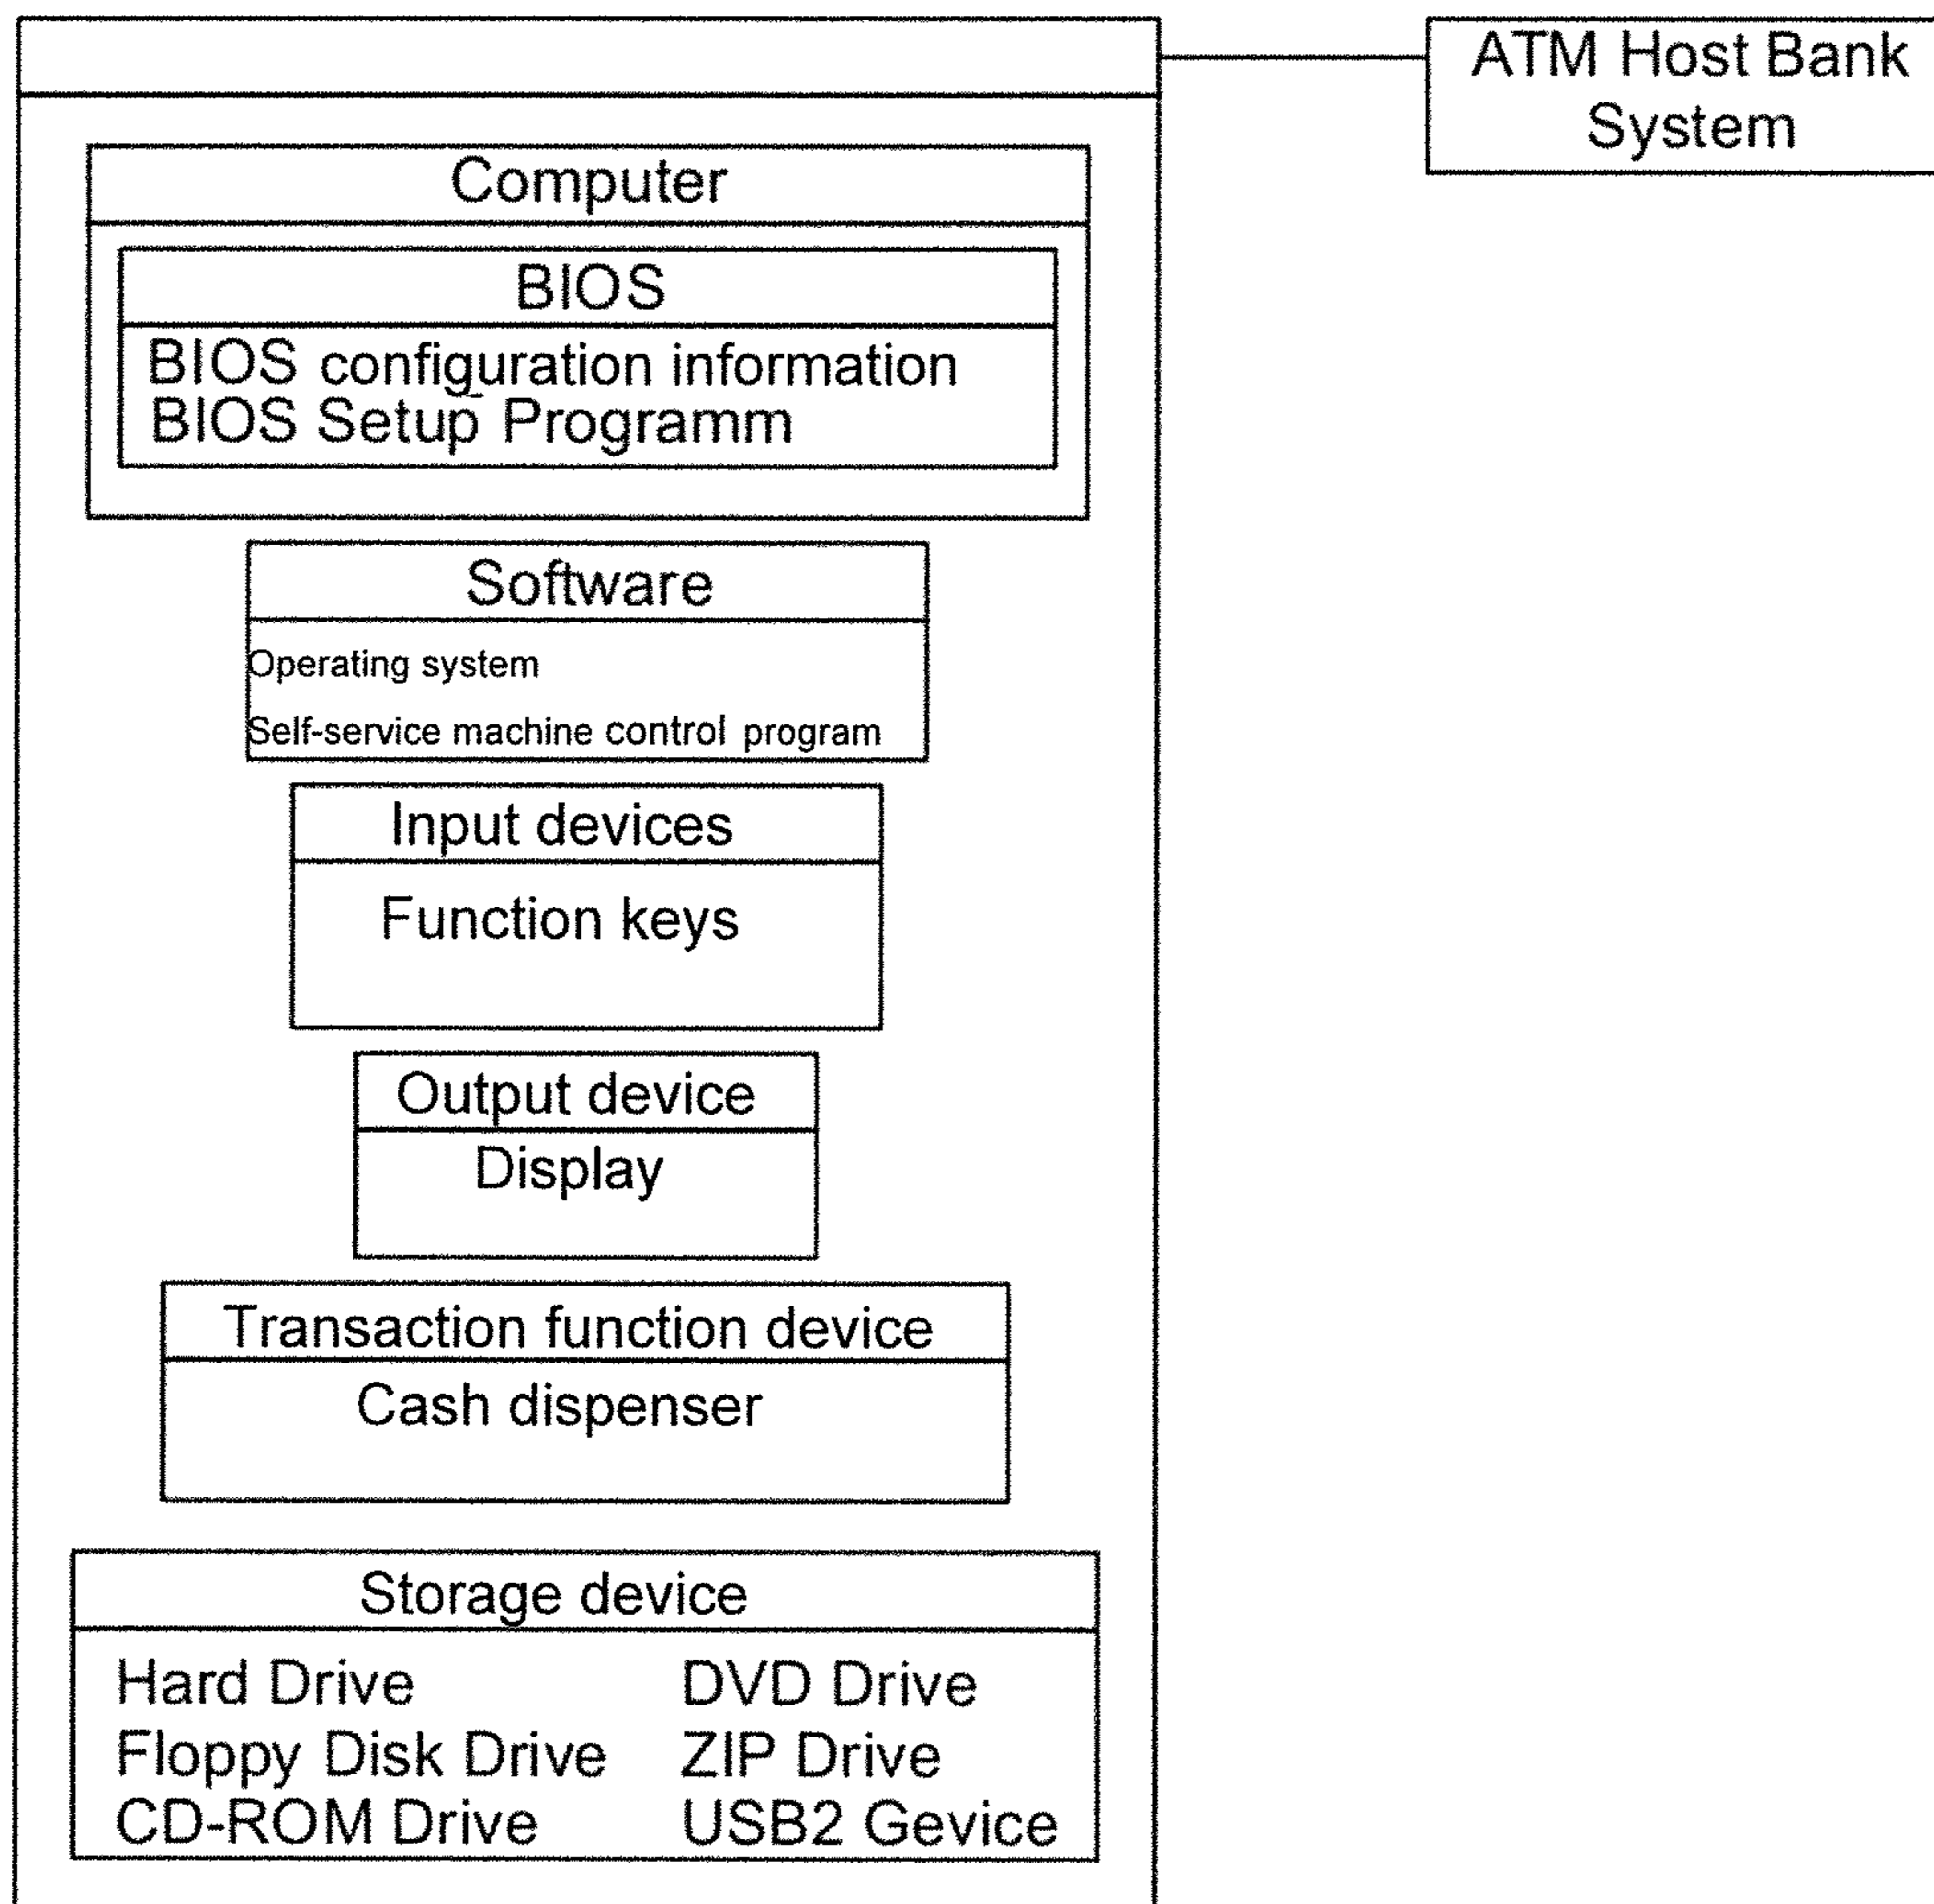 ATM Host Bank
System
Computer
BIOS
BIOS configuration information
BIOS Setup Programm
Software
Operating system
Self-service machine control program
Input devices
Function keys
Output device
Display
Transaction function device
Cash dispenser
Storage device
Hard Drive DVD Drive
Floppy Disk Drive ZIP Drive
CD-ROM Drive USB2 Gevice